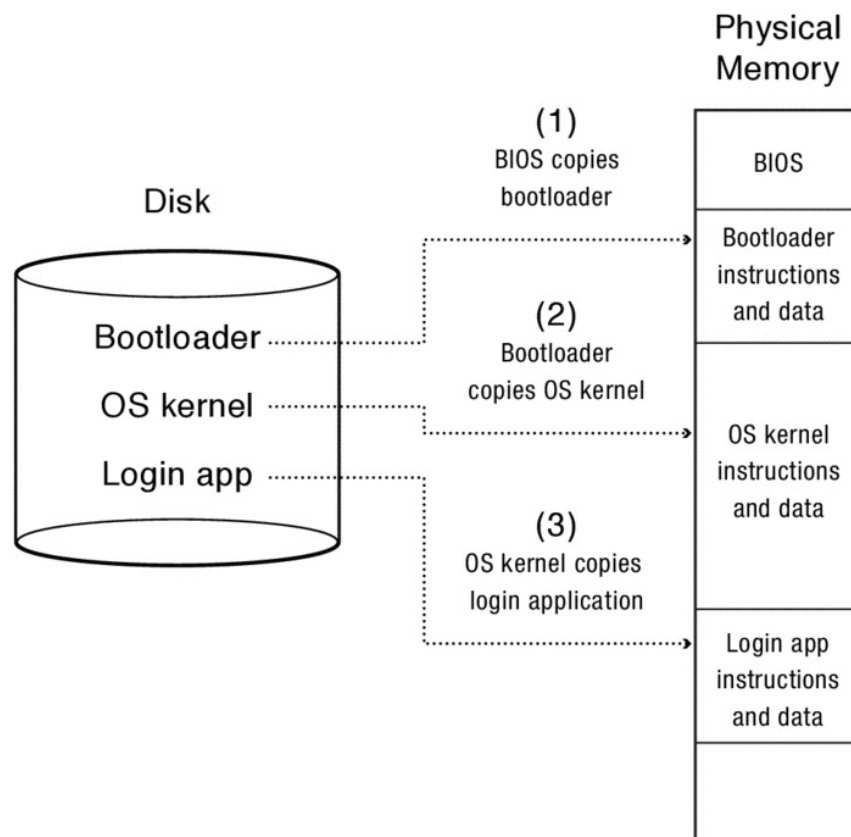 Physical
Memory
(1)
BIOS copies
bootloader
BIOS
Disk
Bootloader
instructions
and data
(2)
Bootloader
copies OS kernel
Bootloader
OS kernel
Login app
OS kernel
instructions
and data
(3)
OS kernel copies
login application
Login app
instructions
and data